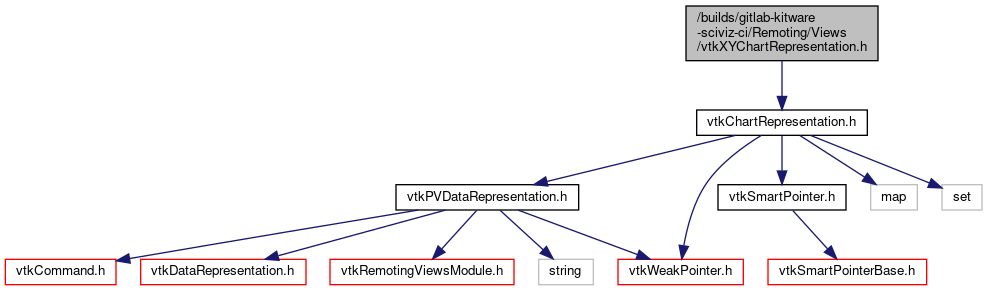 /builds/gitlab-kitware
-sciviz-ci/Remoting/Views
/vtkXYChartRepresentation.h
vtkChartRepresentation.h
vtkPVDataRepresentation.h
vtkSmartPointer.h
map
set
vtkCommand.h
vtkDataRepresentation.h
vtkRemotingViewsModule.h
string
vtkWeakPointer.h
vtkSmartPointerBase.h